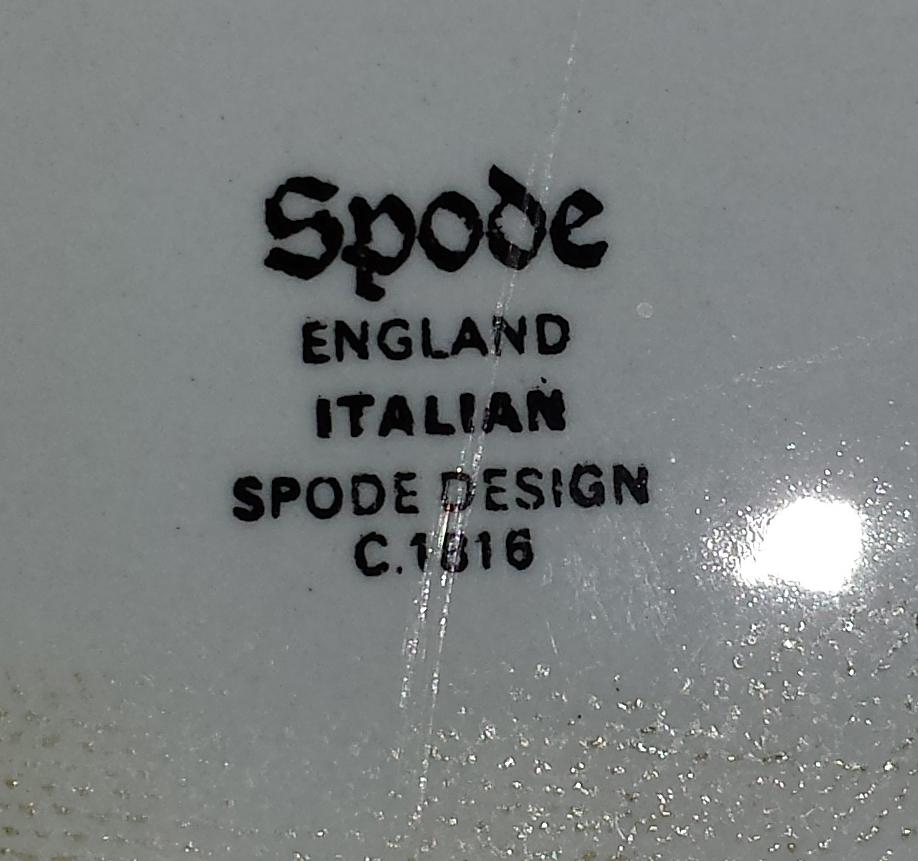 Spode
ENGLAND
ITALIAN
SPODE DESIGN
C.1816